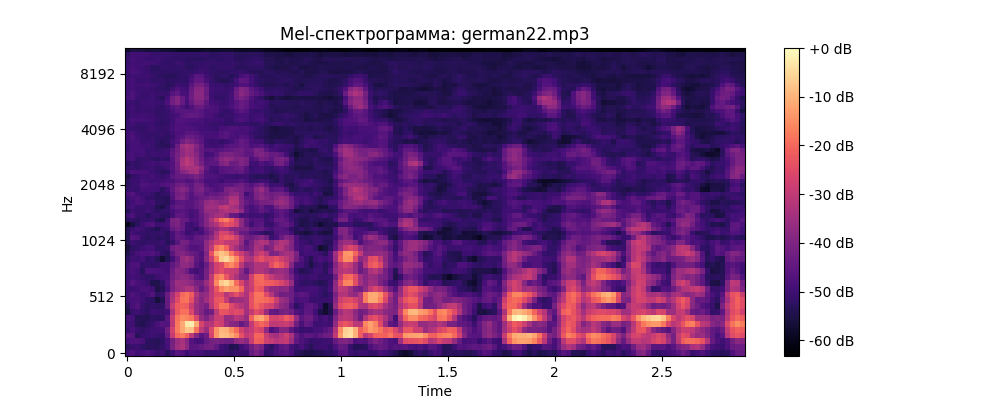 Mel-спектрограмма: german22.mp3
Hz
8192
4096
2048
1024
512
0
0 0.5 1 1.5 2 2.5
Time
+0 dB
-10 dB
-20 dB
-30 dB
-40 dB
-50 dB
-60 dB